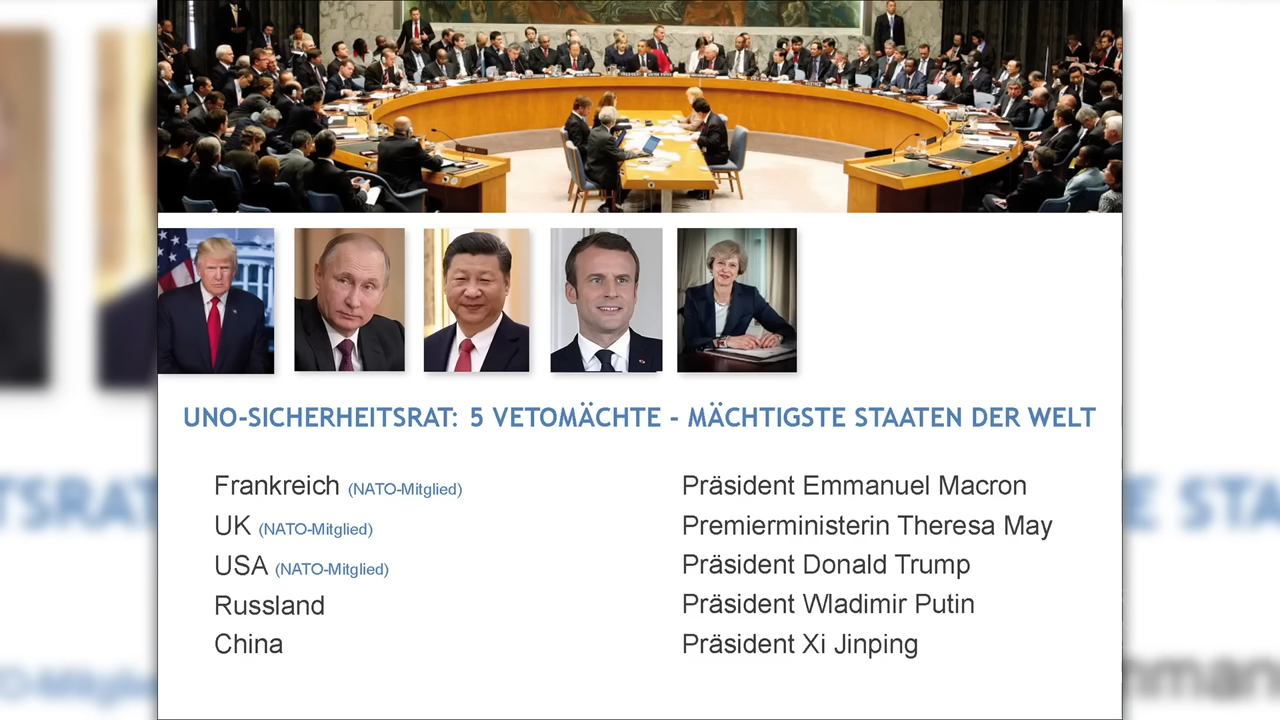 UNO-SICHERHEITSRAT: 5 VETOMÄCHTE - MÄCHTIGSTE STAATEN DER WELT
Frankreich (NATO-Mitglied) Präsident Emmanuel Macron
UK (NATO-Mitglied) Premierministerin Theresa May
USA (NATO-Mitglied) Präsident Donald Trump
Russland Präsident Wladimir Putin
China Präsident Xi Jinping